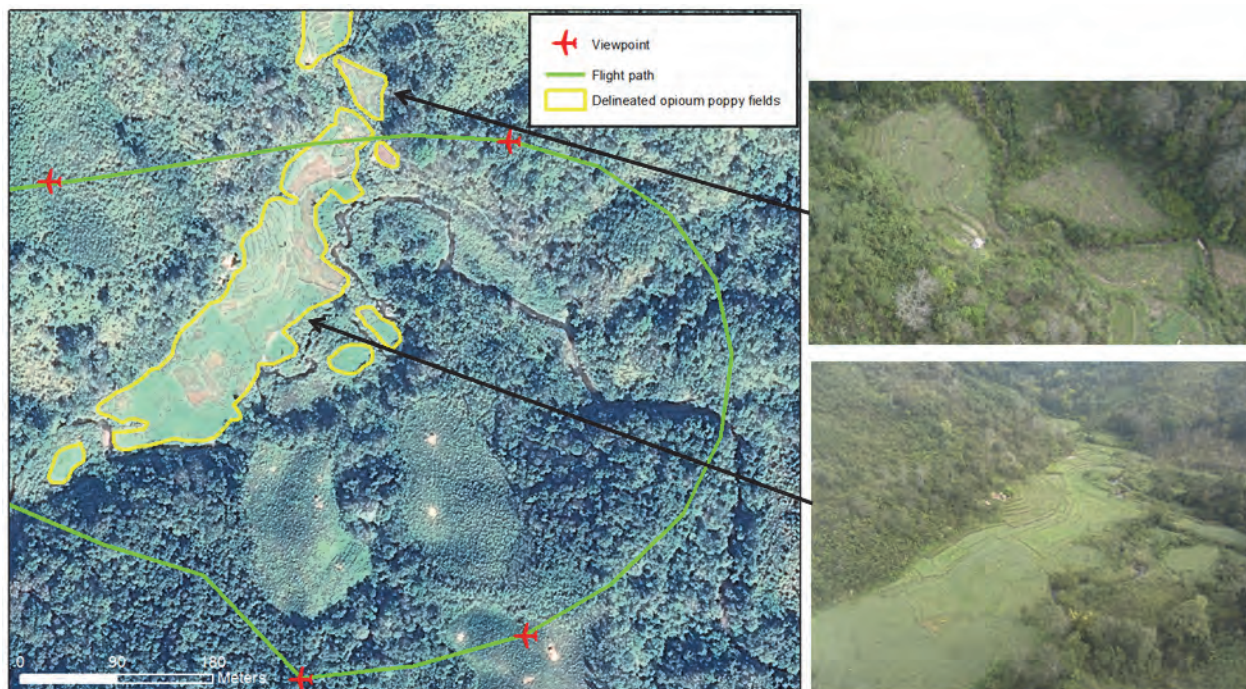 Viewpoint
Flight path
Delineated opioum poppy fields
0 90 180
Meters